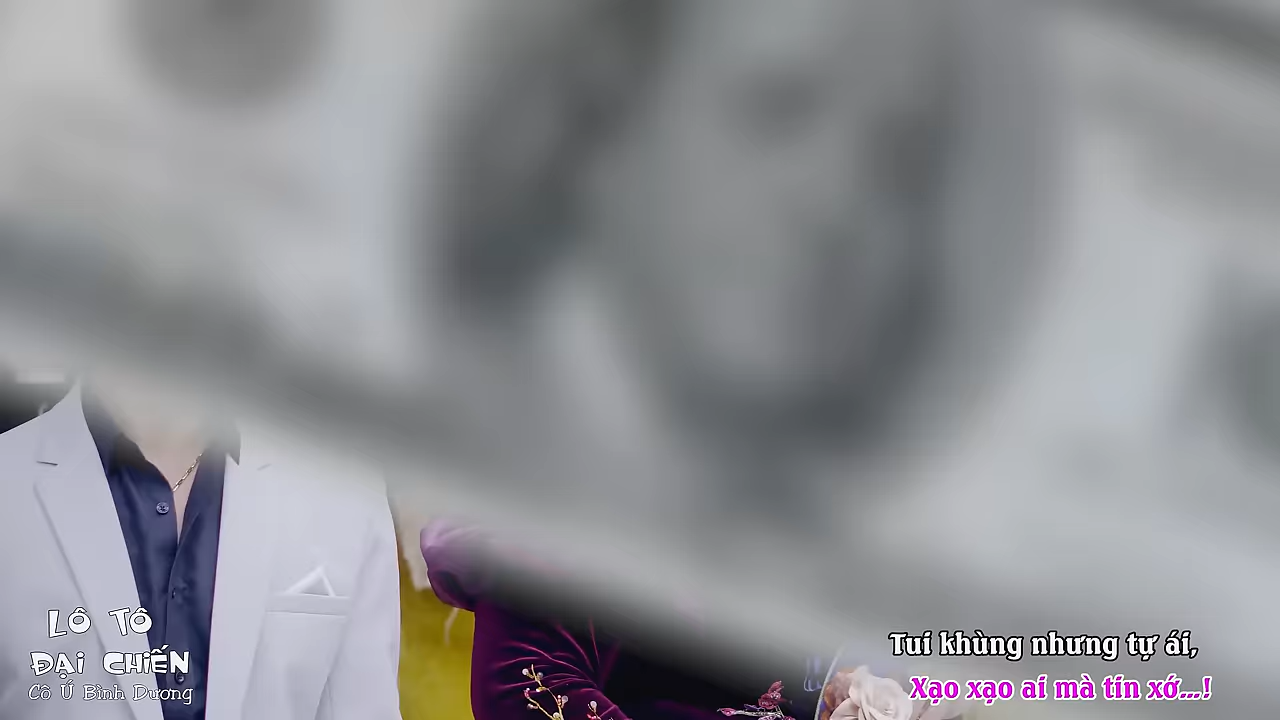 LÔ TÔ
ĐẠI CHIẾN
Cô Ú Bình Dương
Tui khùng nhưng tự ái,
Xạo xạo ai mà tin xớ...!